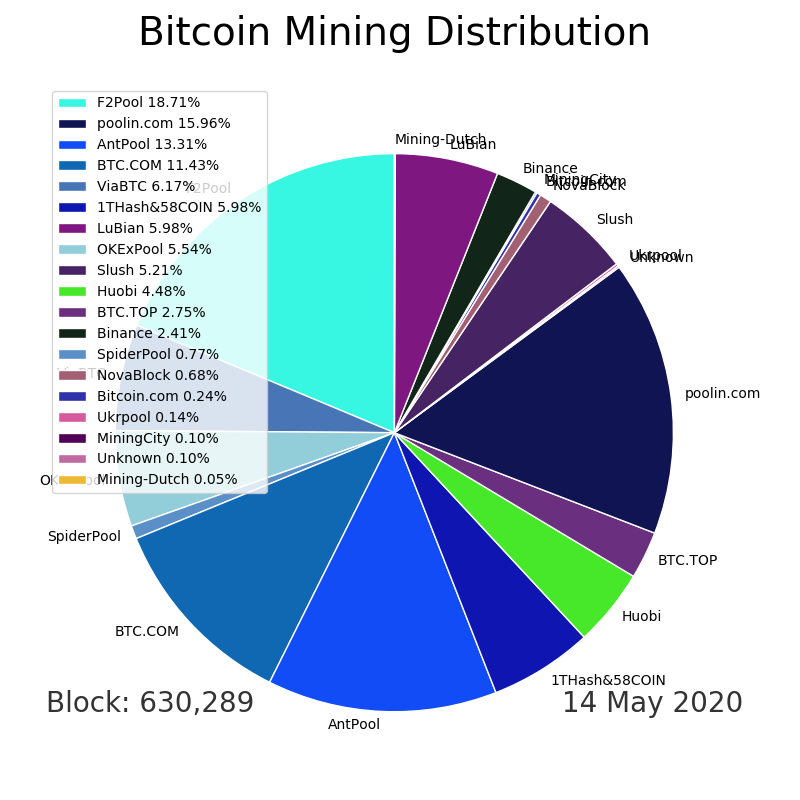 Bitcoin Mining Distribution
F2Pool 18.71%
poolin.com 15.96%
AntPool 13.31%
BTC.COM 11.43%
ViaBTC 6.17%
1THash&58COIN 5.98%
LuBian 5.98%
OKExPool 5.54%
Slush 5.21%
Huobi 4.48%
BTC.TOP 2.75%
Binance 2.41%
SpiderPool 0.77%
NovaBlock 0.68%
Bitcoin.com 0.24%
Ukrpool 0.14%
MiningCity 0.10%
Unknown 0.10%
Mining-Dutch 0.05%
Mining-Dutch
LuBian
Binance
MiningCity
Bitcoin.com
NovaBlock
Slush
Ukrpool
Unknown
poolin.com
BTC.TOP
Huobi
1THash&58COIN
AntPool
BTC.COM
SpiderPool
Block: 630,289
14 May 2020